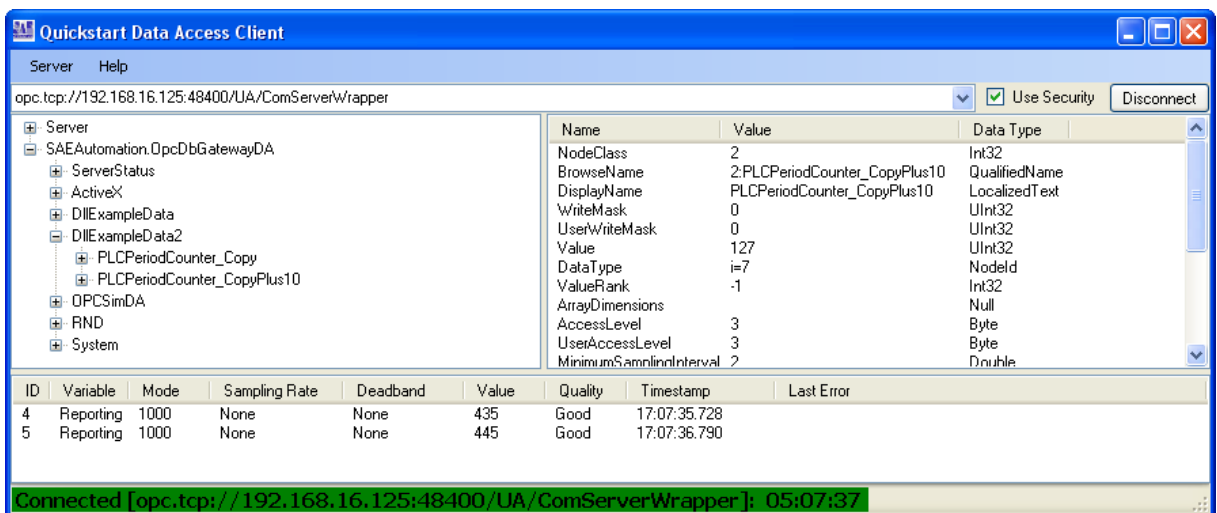 Quickstart Data Access Client
Server Help
opc.tcp://192.168.16.125:48400/UA/ComServerWrapper Use Security Disconnect
Server
SAEAutomation.OpcDbGatewayDA
ServerStatus
ActiveX
DllExampleData
DllExampleData2
PLCPeriodCounter_Copy
PLCPeriodCounter_CopyPlus10
OPCSimDA
RND
System
Name Value Data Type
NodeClass 2 Int32
BrowseName 2:PLCPeriodCounter_CopyPlus10 QualifiedName
DisplayName PLCPeriodCounter_CopyPlus10 LocalizedText
WriteMask 0 UInt32
UserWriteMask 0 UInt32
Value 127 UInt32
DataType i=7 NodeId
ValueRank -1 Int32
ArrayDimensions Null
AccessLevel 3 Byte
UserAccessLevel 3 Byte
MinimumSamplingInterval 2 Double
ID Variable Mode Sampling Rate Deadband Value Quality Timestamp Last Error
4 Reporting 1000 None None 435 Good 17:07:35.728
5 Reporting 1000 None None 445 Good 17:07:36.790
Connected [opc.tcp://192.168.16.125:48400/UA/ComServerWrapper]: 05:07:37